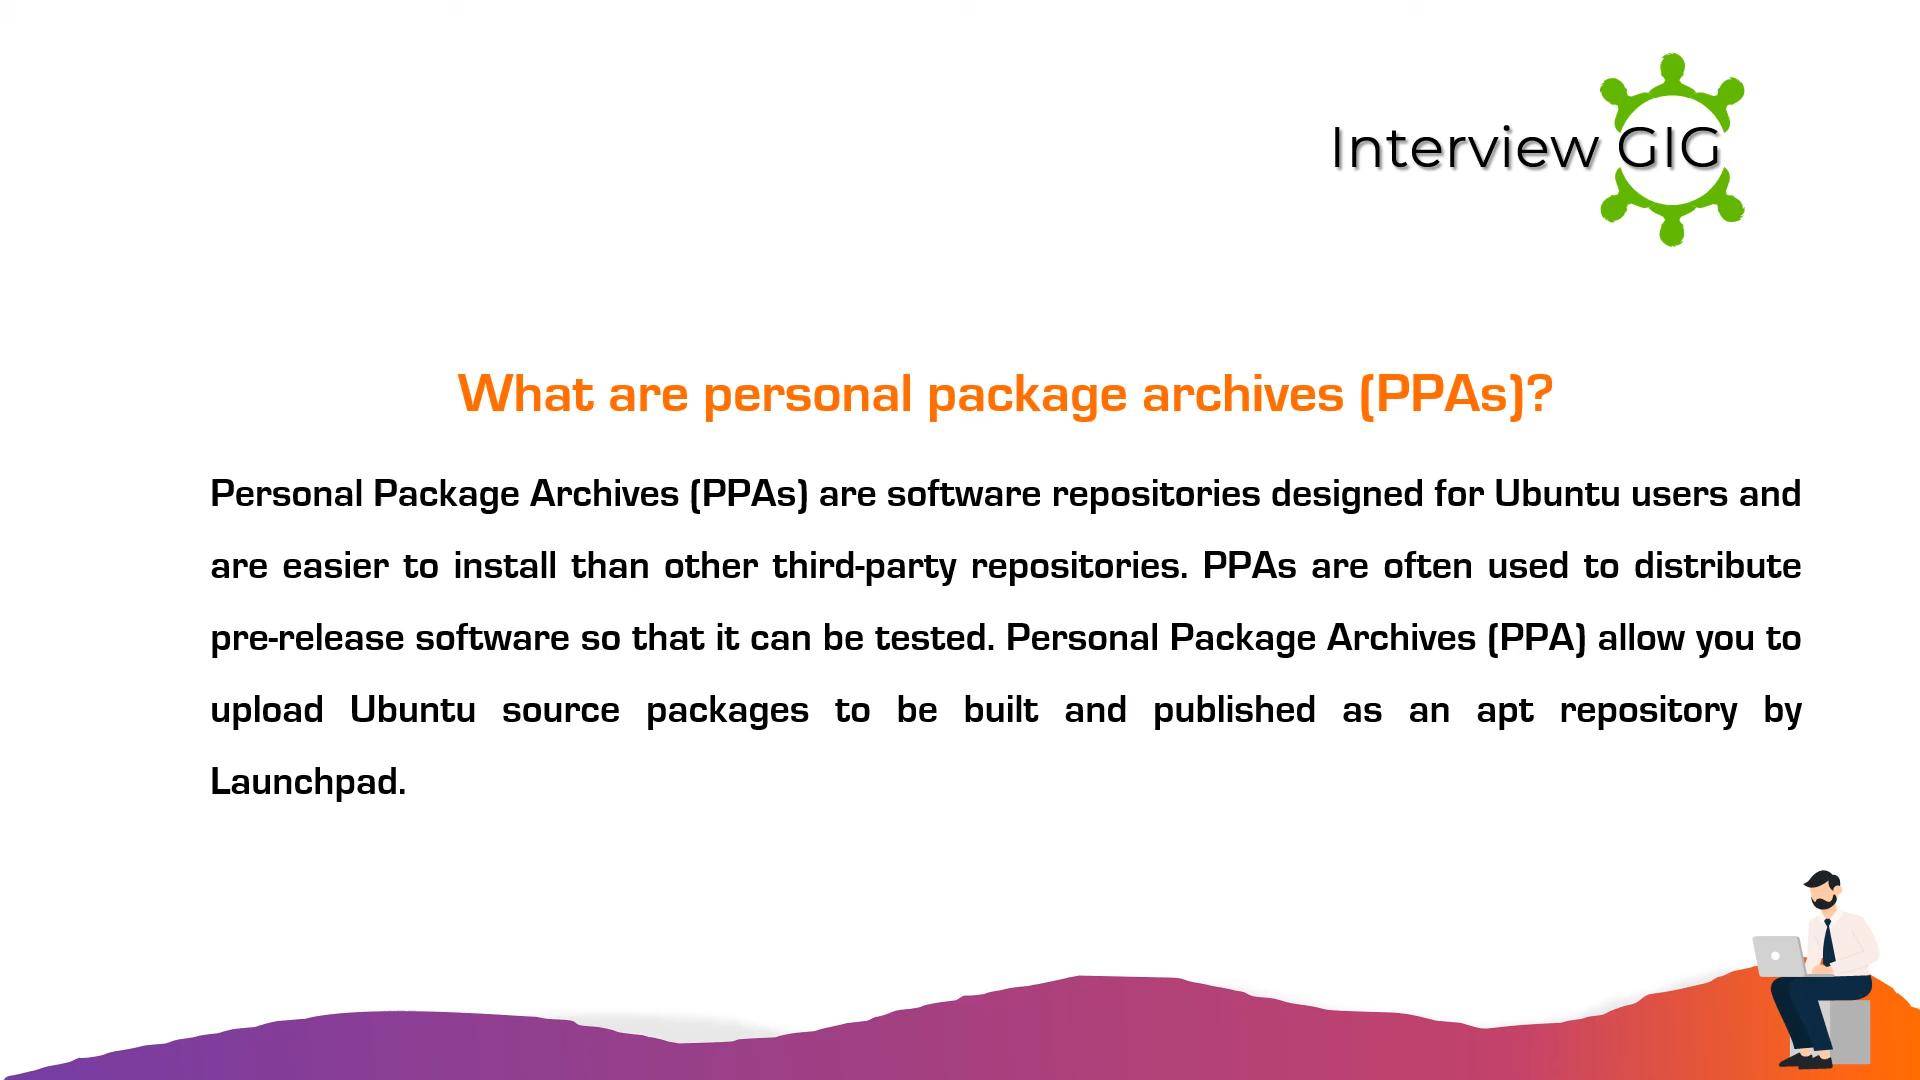 Interview GIG
What are personal package archives (PPAs)?
Personal Package Archives (PPAs) are software repositories designed for Ubuntu users and
are easier to install than other third-party repositories. PPAs are often used to distribute
pre-release software so that it can be tested. Personal Package Archives (PPA) allow you to
upload Ubuntu source packages to be built and published as an apt repository by
Launchpad.